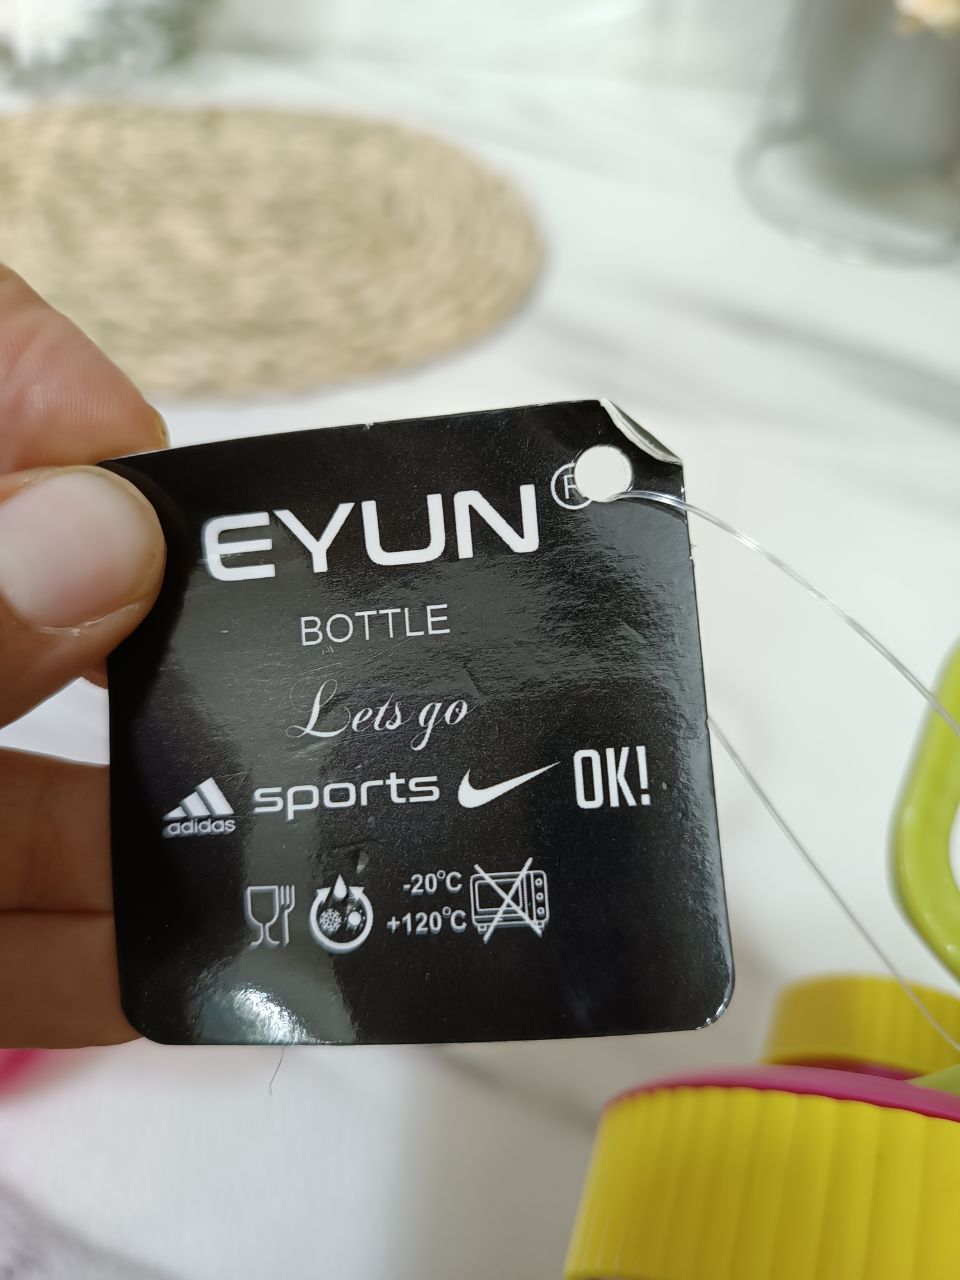 EYUN®
BOTTLE
Lets go
adidas sports OK!
-20°C
+120°C